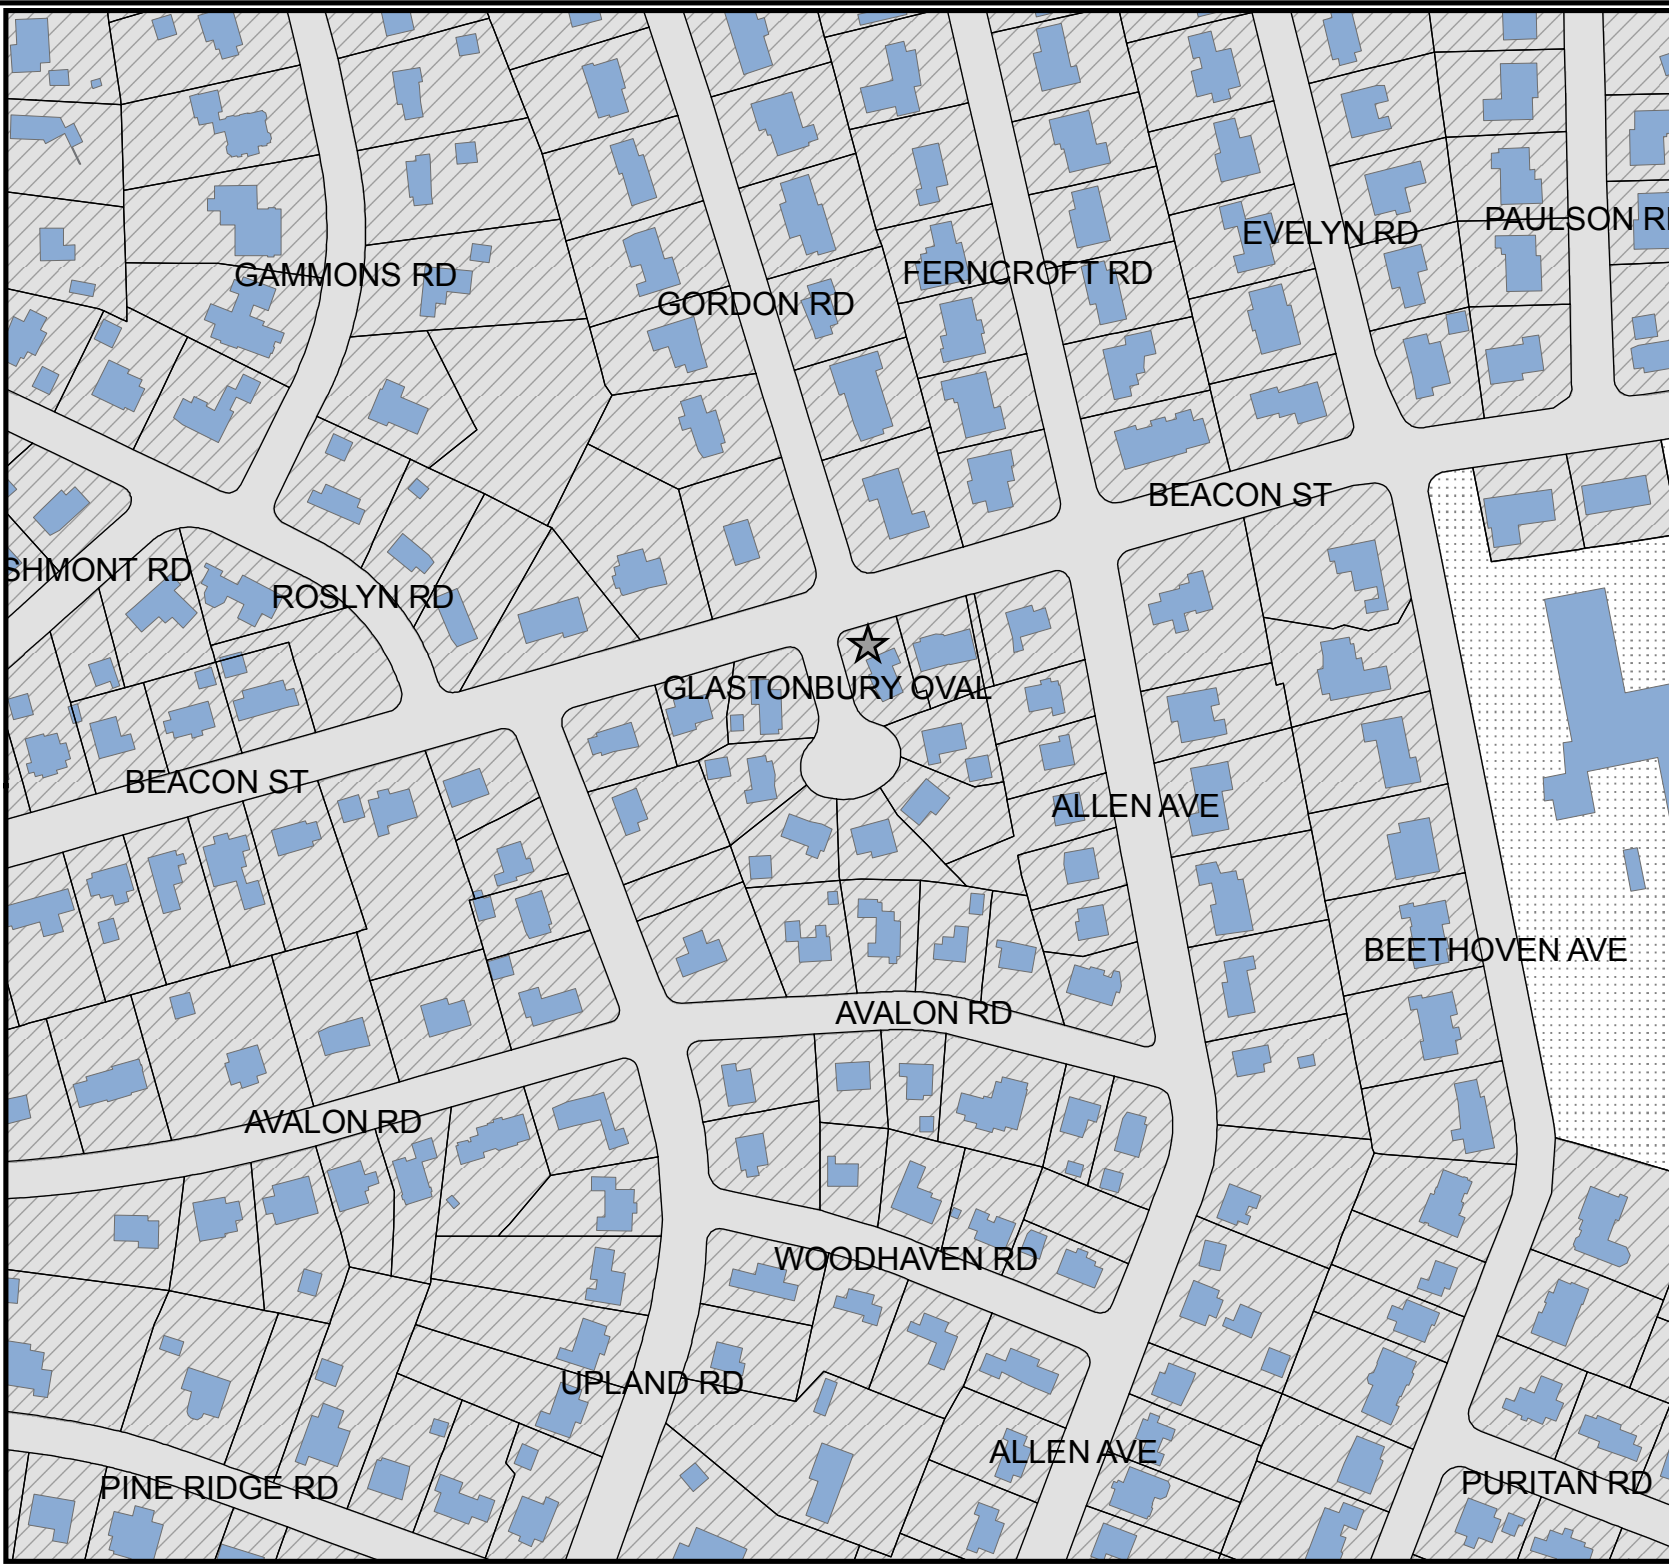 PAULSON R
EVELYN RD
FERNCROFT RD
GAMMONS RD
GORDON RD
BEACON ST
SHMONT RD
ROSLYN RD
GLASTONBURY OVAL
BEACON ST
ALLEN AVE
BEETHOVEN AVE
AVALON RD
AVALON RD
WOODHAVEN RD
UPLAND RD
ALLEN AVE
PURITAN RD
PINE RIDGE RD